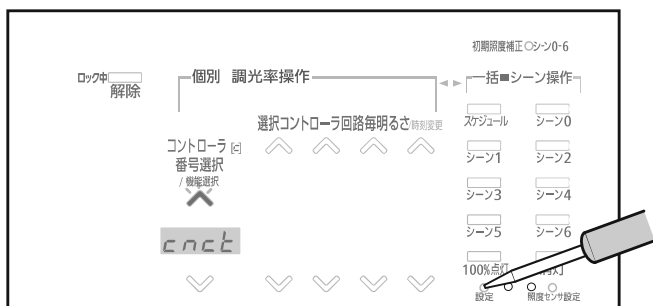 初期照度補正○シーン0-6
ロック中
解除
個別 調光率操作
一括■シーン操作
選択コントローラ回路毎明るさ/時刻変更
コントローラ [c]
番号選択
/ 機能選択
cnct
スケジュール シーン0
シーン1 シーン2
シーン3 シーン4
シーン5 シーン6
100%点灯
設定 照度センサ設定